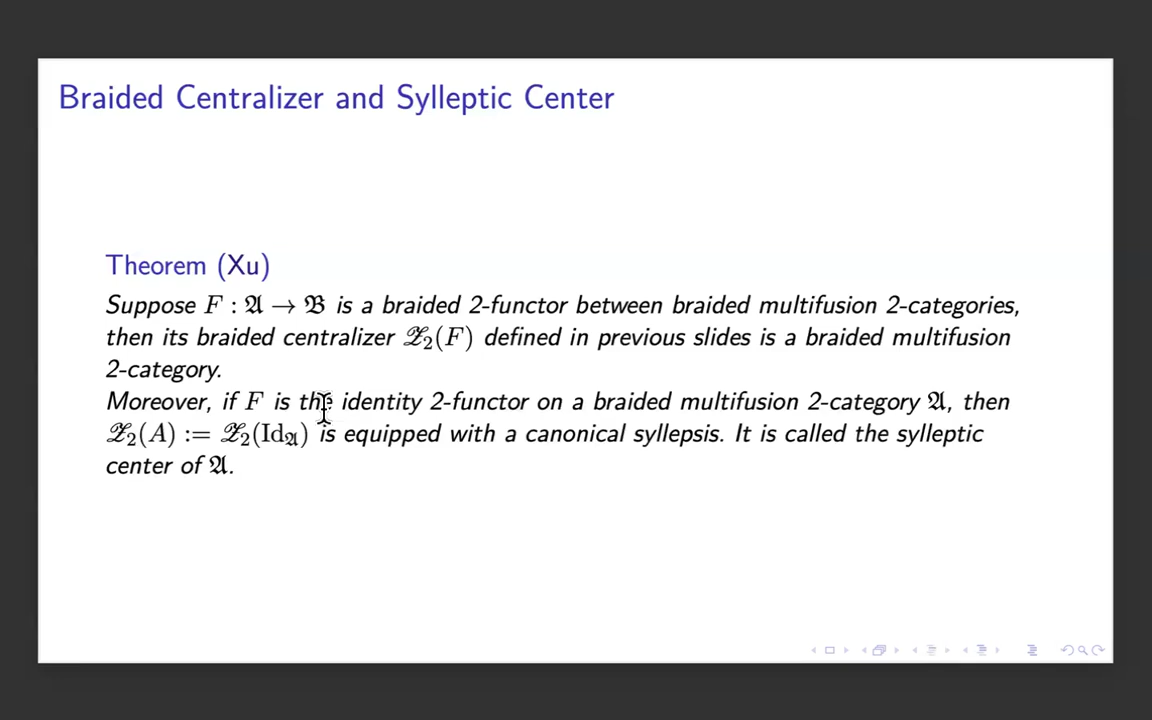 Braided Centralizer and Sylleptic Center
Theorem (Xu)
Suppose F : 𝔄 → 𝔅 is a braided 2-functor between braided multifusion 2-categories,
then its braided centralizer 𝒵₂(F) defined in previous slides is a braided multifusion
2-category.
Moreover, if F is the identity 2-functor on a braided multifusion 2-category 𝔄, then
𝒵₂(A) := 𝒵₂(Id𝔄) is equipped with a canonical syllepsis. It is called the sylleptic
center of 𝔄.